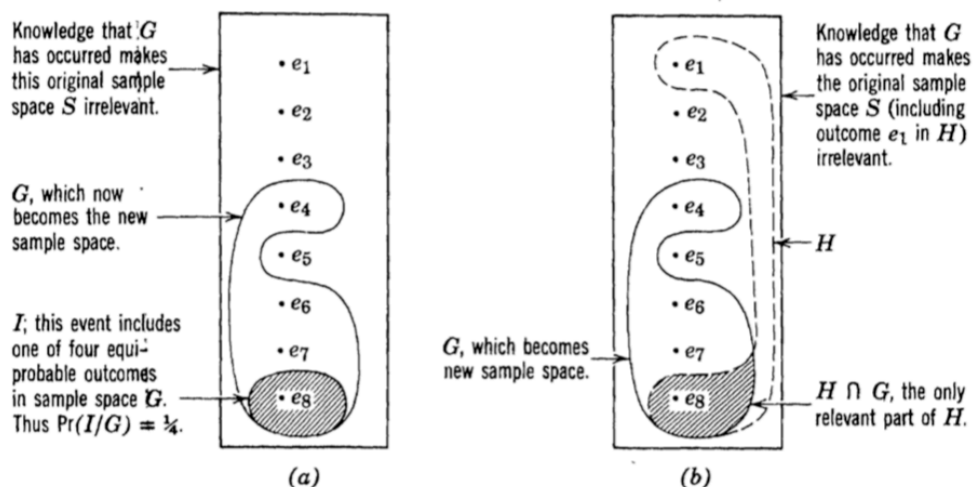 Knowledge that G
has occurred makes
this original sample
space S irrelevant.
G, which now
becomes the new
sample space.
I; this event includes
one of four equi-
probable outcomes
in sample space G.
Thus Pr(I/G) = ¼.
e₁
e₂
e₃
e₄
e₅
e₆
e₇
e₈
(a)
e₁
e₂
e₃
e₄
e₅
e₆
e₇
e₈
(b)
G, which becomes
new sample space.
Knowledge that G
has occurred makes
the original sample
space S (including
outcome e₁ in H)
irrelevant.
H
H ∩ G, the only
relevant part of H.